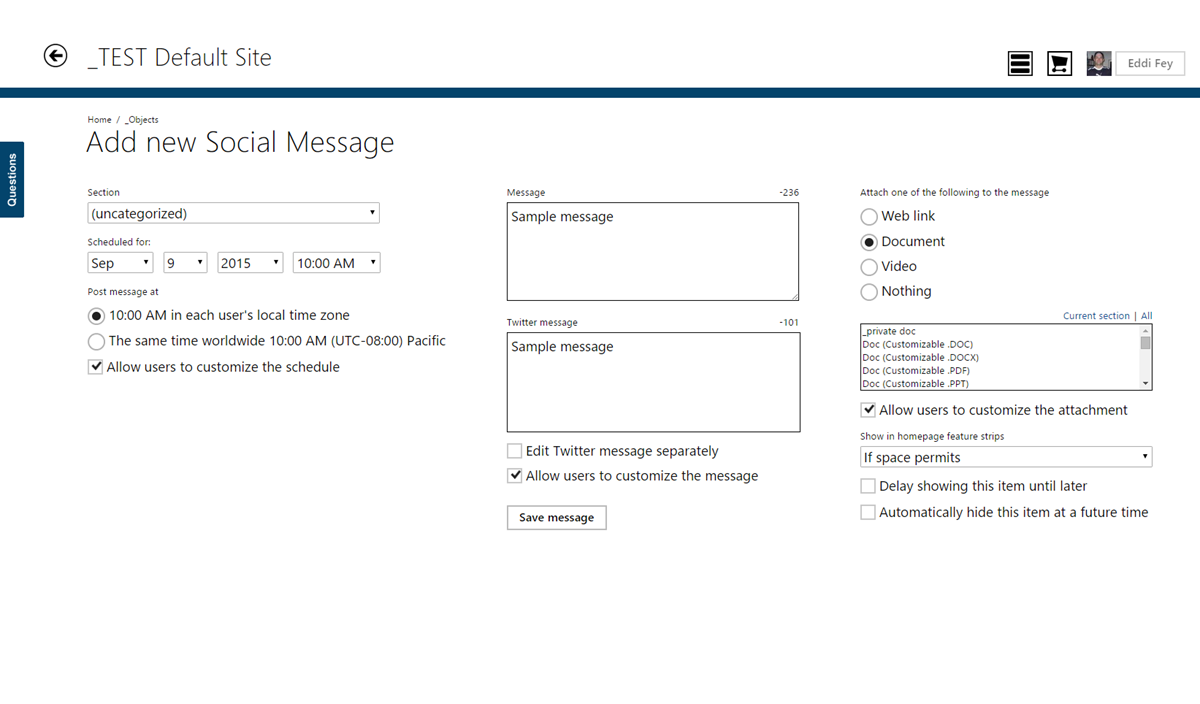 _TEST Default Site
Eddi Fey
Questions
Home / _Objects
Add new Social Message
Section
(uncategorized)
Scheduled for:
Sep 9 2015 10:00 AM
Post message at
10:00 AM in each user's local time zone
The same time worldwide 10:00 AM (UTC-08:00) Pacific
Allow users to customize the schedule
Message -236
Sample message
Twitter message -101
Sample message
Edit Twitter message separately
Allow users to customize the message
Save message
Attach one of the following to the message
Web link
Document
Video
Nothing
Current section | All
_private doc
Doc (Customizable .DOC)
Doc (Customizable .DOCX)
Doc (Customizable .PDF)
Doc (Customizable .PPT)
Allow users to customize the attachment
Show in homepage feature strips
If space permits
Delay showing this item until later
Automatically hide this item at a future time